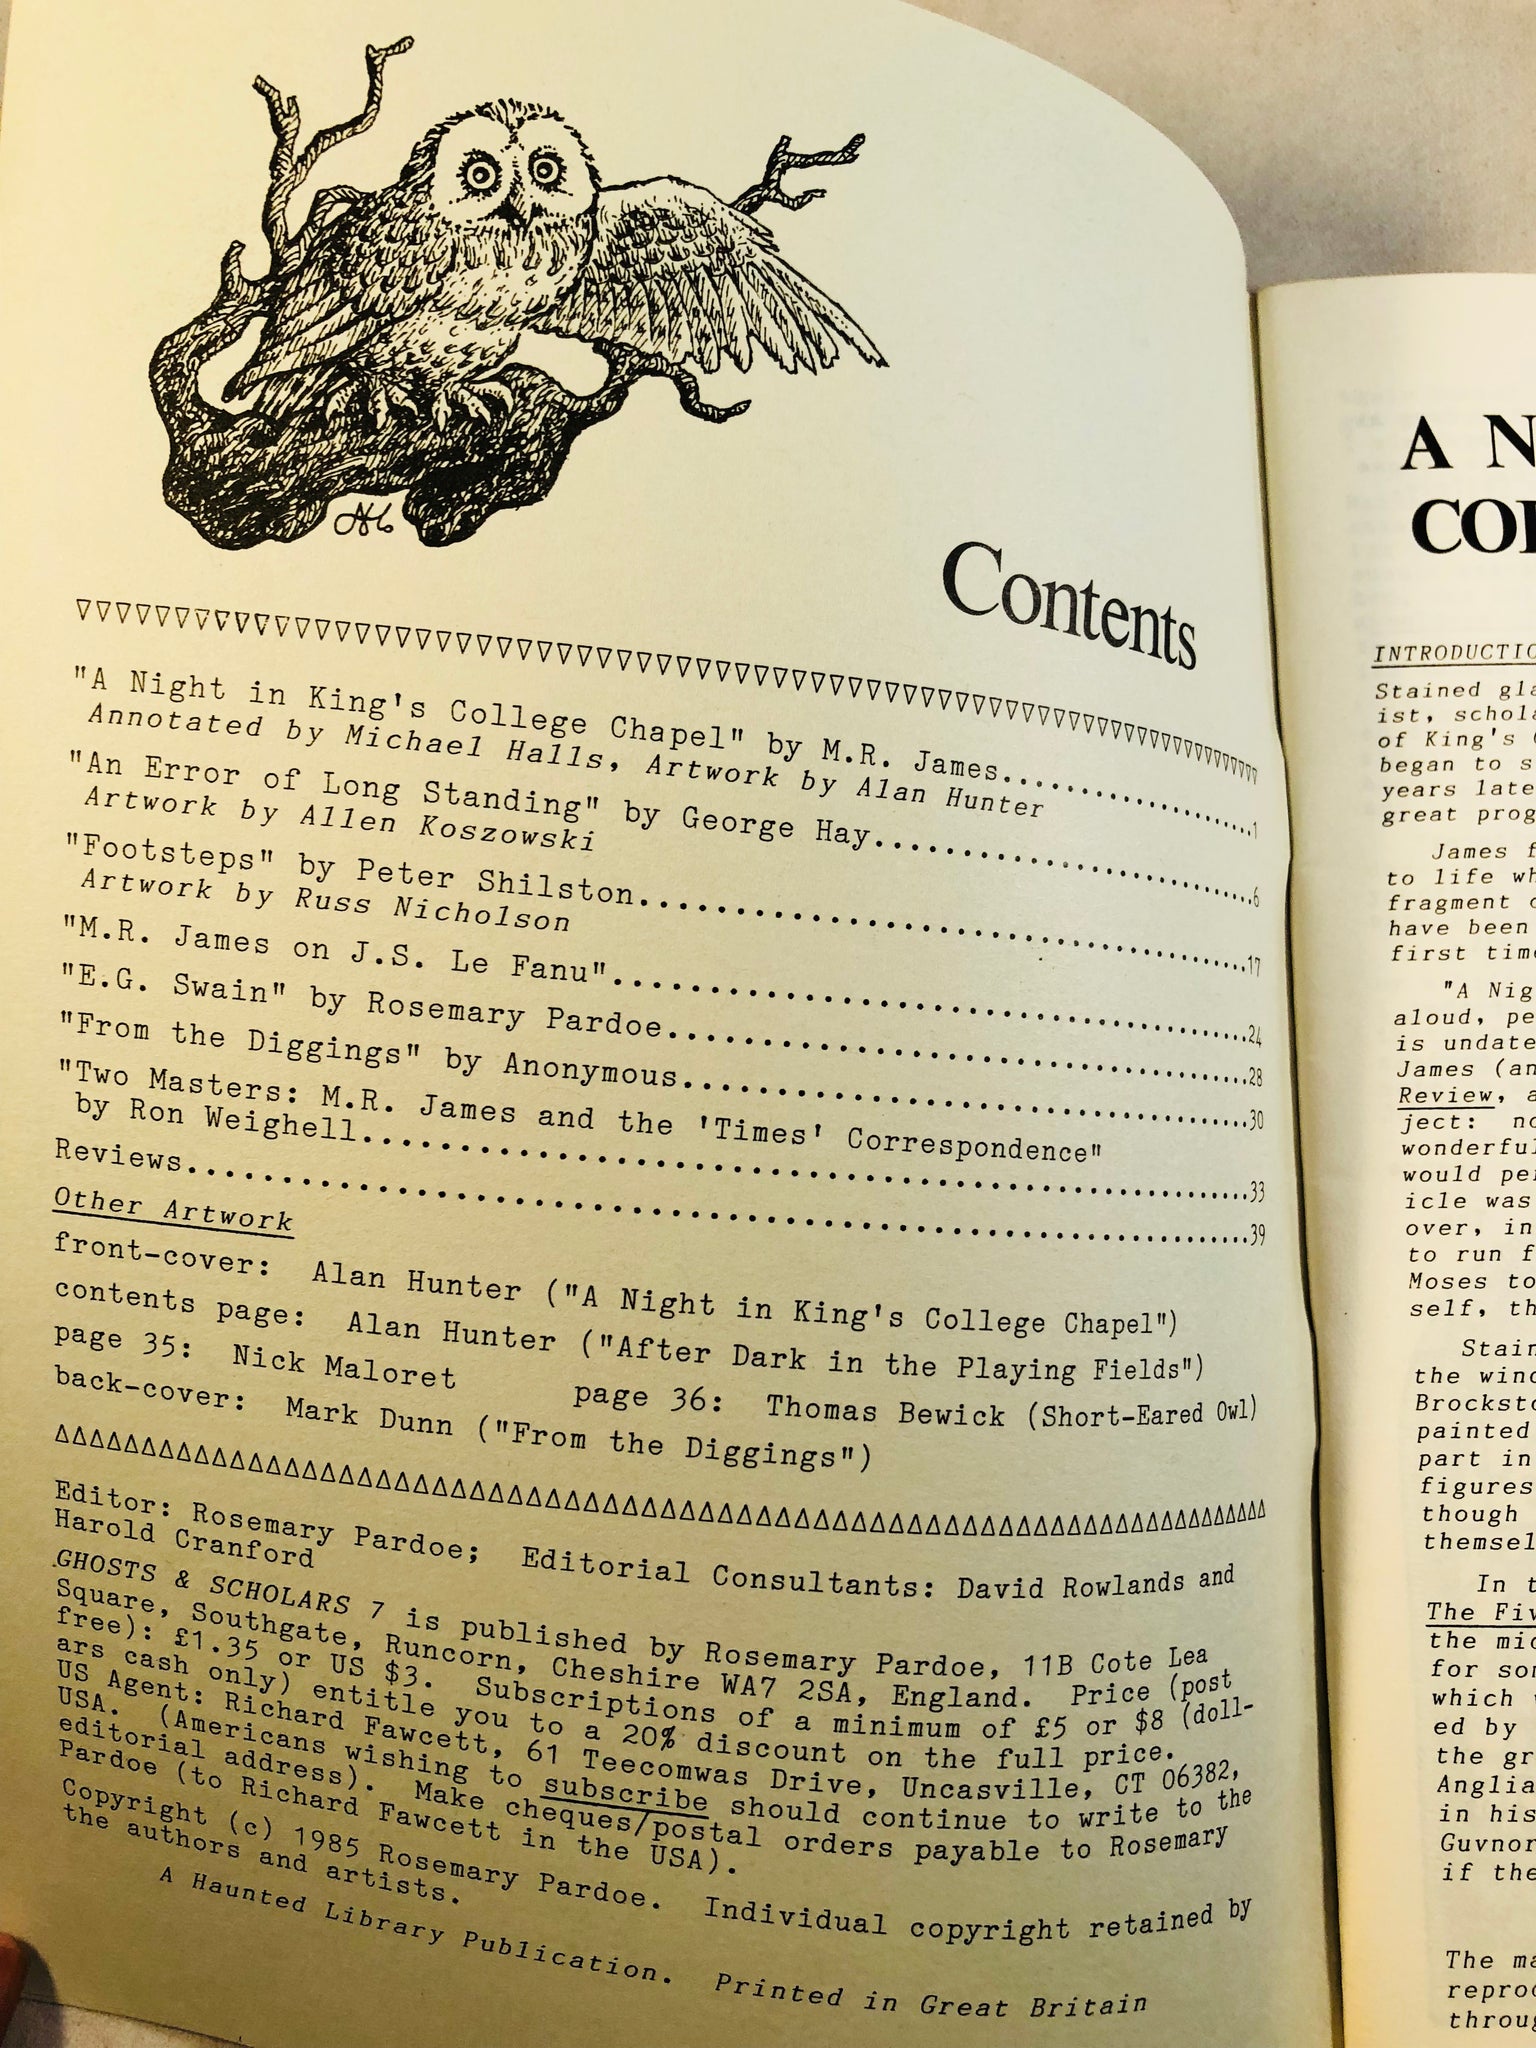 Contents
"A Night in King's College Chapel" by M.R. James..................1
Annotated by Michael Halls, Artwork by Alan Hunter
"An Error of Long Standing" by George Hay..................6
Artwork by Allen Koszowski
"Footsteps" by Peter Shilston..................17
Artwork by Russ Nicholson
"M.R. James on J.S. Le Fanu"..................24
"E.G. Swain" by Rosemary Pardoe..................28
"From the Diggings" by Anonymous..................30
"Two Masters: M.R. James and the 'Times' Correspondence"
by Ron Weighell..................33
Reviews..................39
Other Artwork
front-cover: Alan Hunter ("A Night in King's College Chapel")
contents page: Alan Hunter ("After Dark in the Playing Fields")
page 35: Nick Maloret page 36: Thomas Bewick (Short-Eared Owl)
back-cover: Mark Dunn ("From the Diggings")
Editor: Rosemary Pardoe; Editorial Consultants: David Rowlands and
Harold Cranford
GHOSTS & SCHOLARS 7 is published by Rosemary Pardoe, 11B Cote Lea
Square, Southgate, Runcorn, Cheshire WA7 2SA, England. Price (post
free): £1.35 or US $3. Subscriptions of a minimum of £5 or $8 (doll-
ars cash only) entitle you to a 20% discount on the full price.
US Agent: Richard Fawcett, 61 Teecomwas Drive, Uncasville, CT 06382,
USA. (Americans wishing to subscribe should continue to write to the
editorial address). Make cheques/postal orders payable to Rosemary
Pardoe (to Richard Fawcett in the USA).
Copyright (c) 1985 Rosemary Pardoe. Individual copyright retained by
the authors and artists.
A Haunted Library Publication. Printed in Great Britain
A N
CO
INTRODUCTIO
Stained gla
ist, schola
of King's
began to s
years late
great prog
James f
to life wh
fragment
have been
first time
"A Nig
aloud, pe
is undate
James (an
Review, a
ject: no
wonderful
would per
icle was
over, in
to run f
Moses to
self, th
Stain
the wind
Brocksto
painted
part in
figures
though
themsel
In t
The Fiv
the mid
for som
which
ed by
the gr
Anglia
in his
Guvnor
if the
The ma
repro
throug